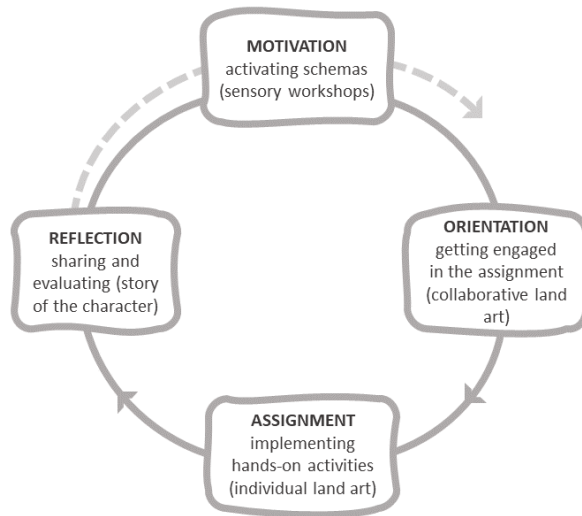 MOTIVATION
activating schemas
(sensory workshops)
ORIENTATION
getting engaged
in the assignment
(collaborative land
art)
ASSIGNMENT
implementing
hands-on activities
(individual land art)
REFLECTION
sharing and
evaluating (story
of the character)